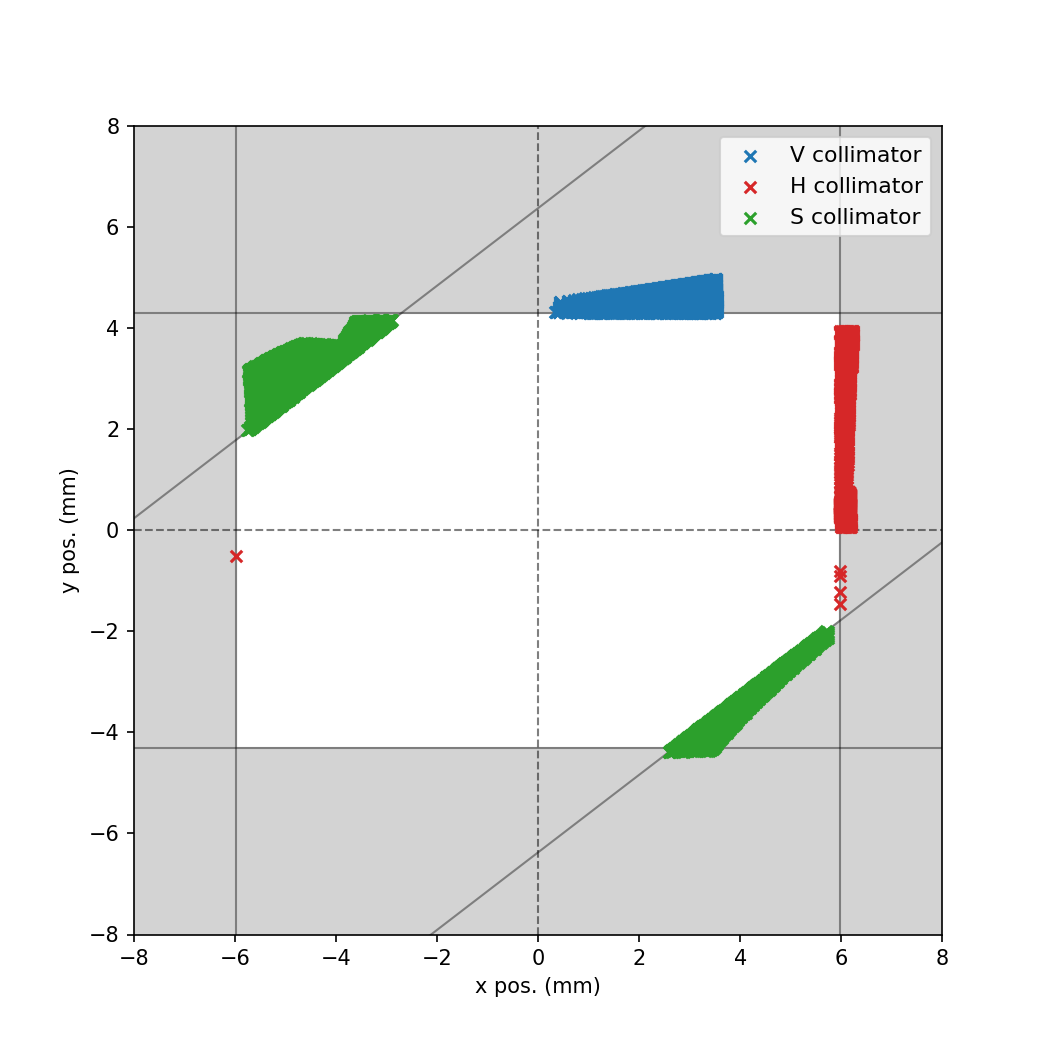 8
6
4
2
0
−2
−4
−6
−8
y pos. (mm)
V collimator
H collimator
S collimator
−8 −6 −4 −2 0 2 4 6 8
x pos. (mm)